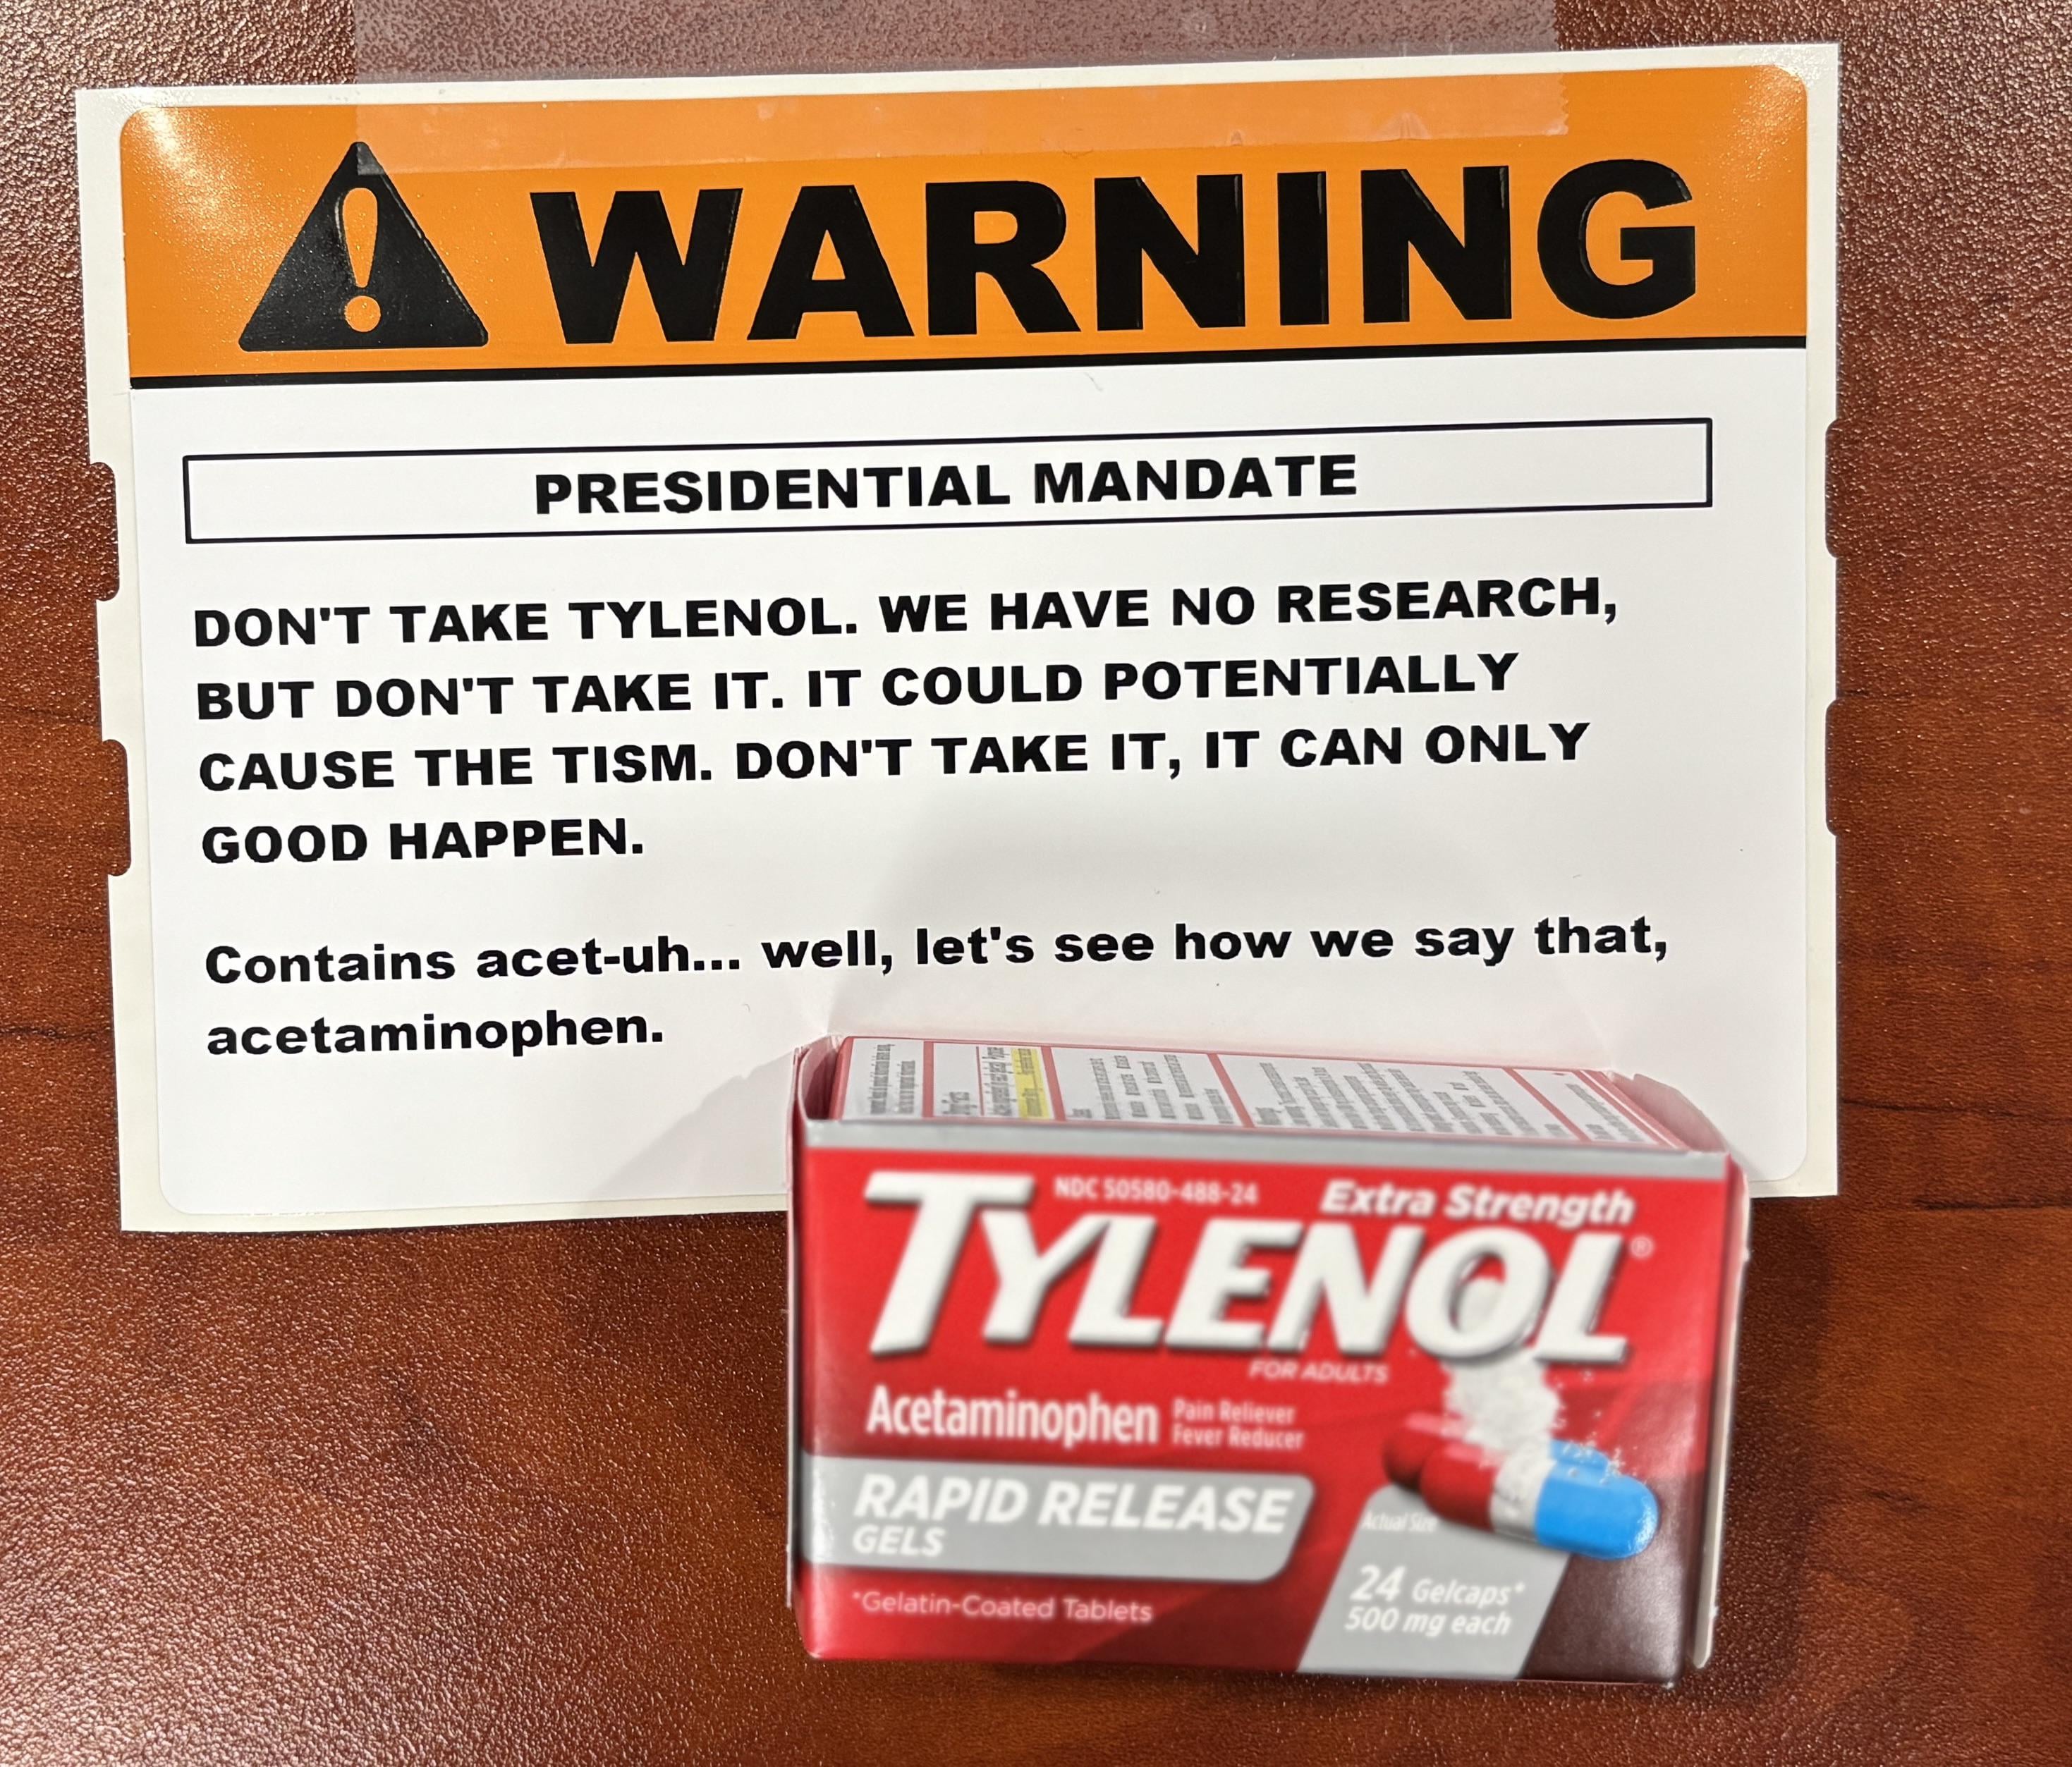 WARNING
PRESIDENTIAL MANDATE
DON'T TAKE TYLENOL. WE HAVE NO RESEARCH,
BUT DON'T TAKE IT. IT COULD POTENTIALLY
CAUSE THE TISM. DON'T TAKE IT, IT CAN ONLY
GOOD HAPPEN.
Contains acet-uh... well, let's see how we say that,
acetaminophen.
NDC 50580-488-24
Extra Strength
TYLENOL®
FOR ADULTS
Acetaminophen
Pain Reliever
Fever Reducer
RAPID RELEASE
GELS
*Gelatin-Coated Tablets
Actual Size
24 Gelcaps*
500 mg each